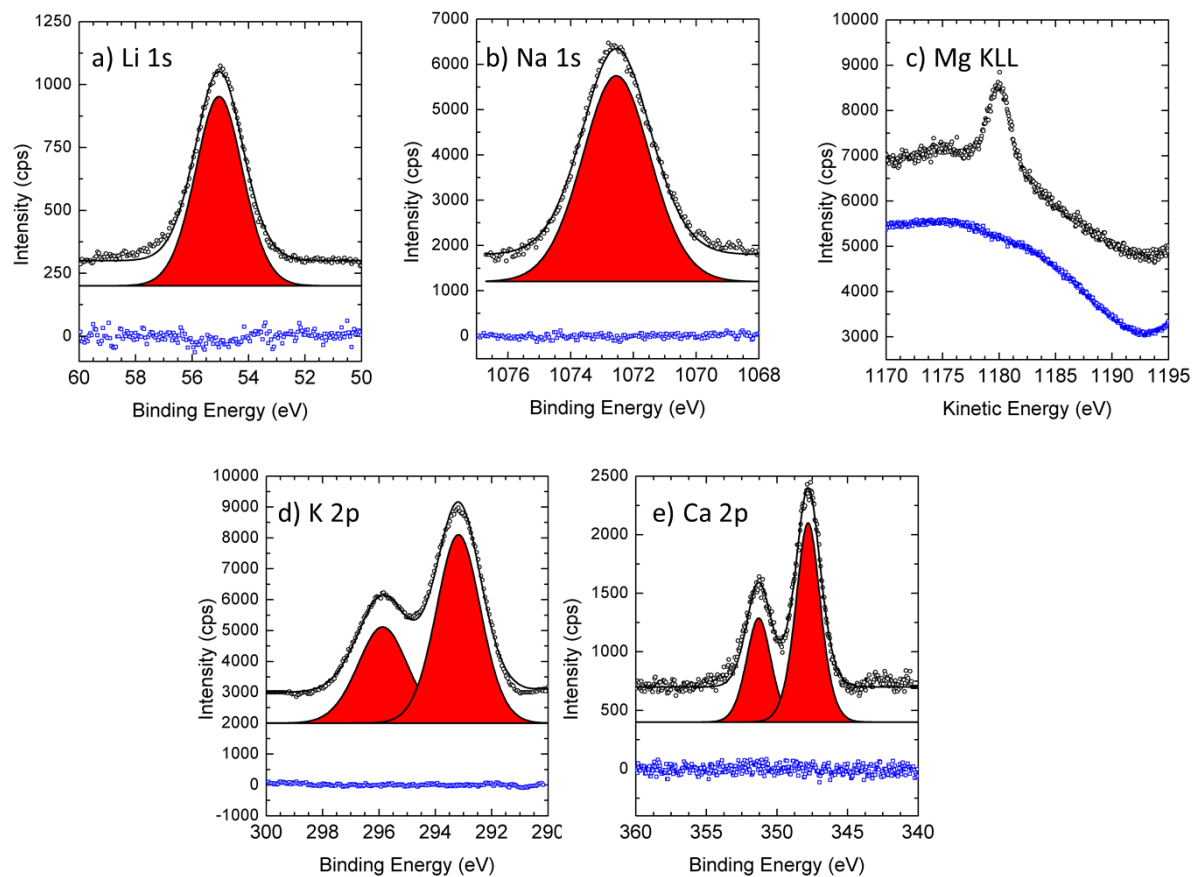 a) Li 1s
1250
1000
750
500
250
0
60 58 56 54 52 50
Intensity (cps)
Binding Energy (eV)
b) Na 1s
7000
6000
5000
4000
3000
2000
1000
0
1076 1074 1072 1070 1068
Intensity (cps)
Binding Energy (eV)
c) Mg KLL
10000
9000
8000
7000
6000
5000
4000
3000
1170 1175 1180 1185 1190 1195
Intensity (cps)
Kinetic Energy (eV)
d) K 2p
10000
9000
8000
7000
6000
5000
4000
3000
2000
1000
0
-1000
300 298 296 294 292 290
Intensity (cps)
Binding Energy (eV)
e) Ca 2p
2500
2000
1500
1000
500
0
360 355 350 345 340
Intensity (cps)
Binding Energy (eV)